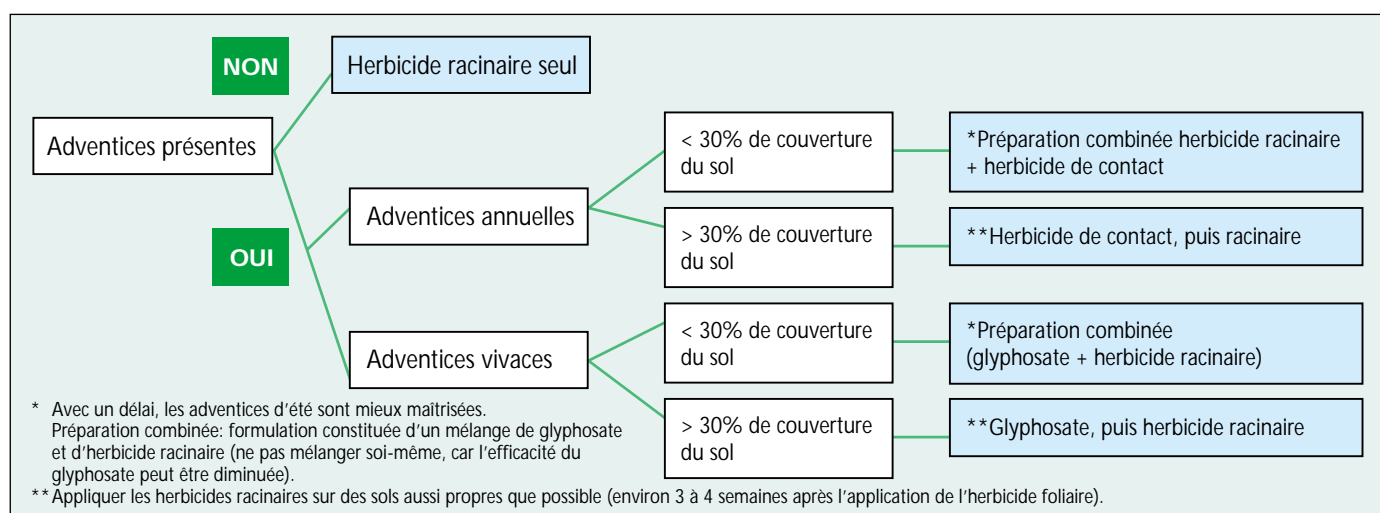 NON
Herbicide racinaire seul
Adventices présentes
OUI
Adventices annuelles
< 30% de couverture
du sol
*Préparation combinée herbicide racinaire
+ herbicide de contact
> 30% de couverture
du sol
**Herbicide de contact, puis racinaire
Adventices vivaces
< 30% de couverture
du sol
*Préparation combinée
(glyphosate + herbicide racinaire)
> 30% de couverture
du sol
**Glyphosate, puis herbicide racinaire
* Avec un délai, les adventices d’été sont mieux maîtrisées.
Préparation combinée: formulation constituée d’un mélange de glyphosate
et d’herbicide racinaire (ne pas mélanger soi-même, car l’efficacité du
glyphosate peut être diminuée).
** Appliquer les herbicides racinaires sur des sols aussi propres que possible (environ 3 à 4 semaines après l’application de l’herbicide foliaire).